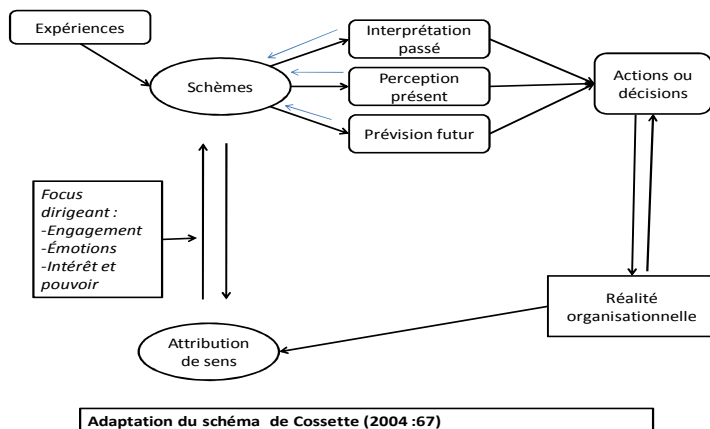 Expériences
Schèmes
Interprétation
passé
Perception
présent
Prévision futur
Actions ou
décisions
Focus
dirigeant :
-Engagement
-Émotions
-Intérêt et
pouvoir
Réalité
organisationnelle
Attribution
de sens
Adaptation du schéma de Cossette (2004 :67)